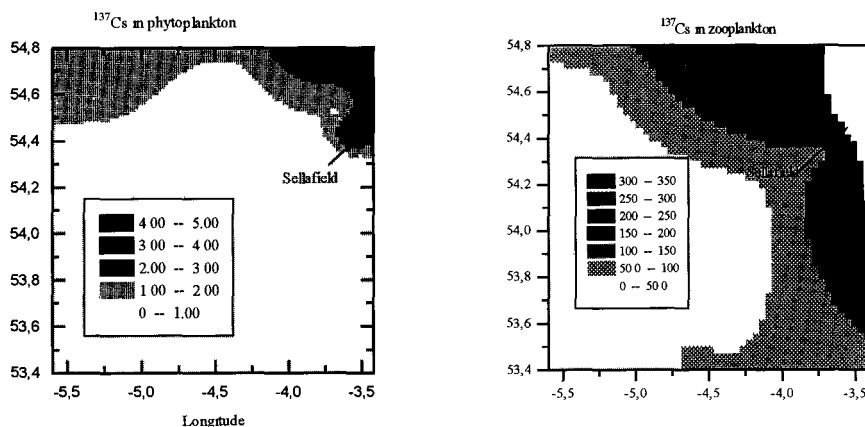 137Cs in phytoplankton
54,8
54,6
54,4
54,2
54,0
53,8
53,6
53,4
Sellafield
4.00 -- 5.00
3.00 -- 4.00
2.00 -- 3.00
1.00 -- 2.00
0 -- 1.00
-5,5
-5,0
-4,5
-4,0
-3,5
Longitude
137Cs in zooplankton
54,8
54,6
54,4
54,2
54,0
53,8
53,6
53,4
Sellafield
300 -- 350
250 -- 300
200 -- 250
150 -- 200
100 -- 150
50.0 -- 100
0 -- 50.0
-5,5
-5,0
-4,5
-4,0
-3,5